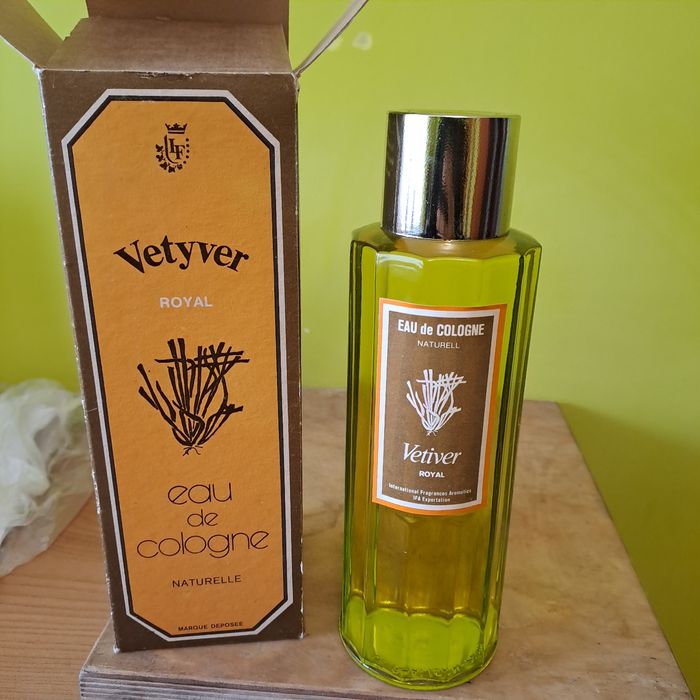 LF
Vetyver
ROYAL
eau
de
cologne
NATURELLE
MARQUE DEPOSEE
EAU de COLOGNE
NATURELL
Vetiver
ROYAL
International Fragrances Aromatics
IFA Exportation